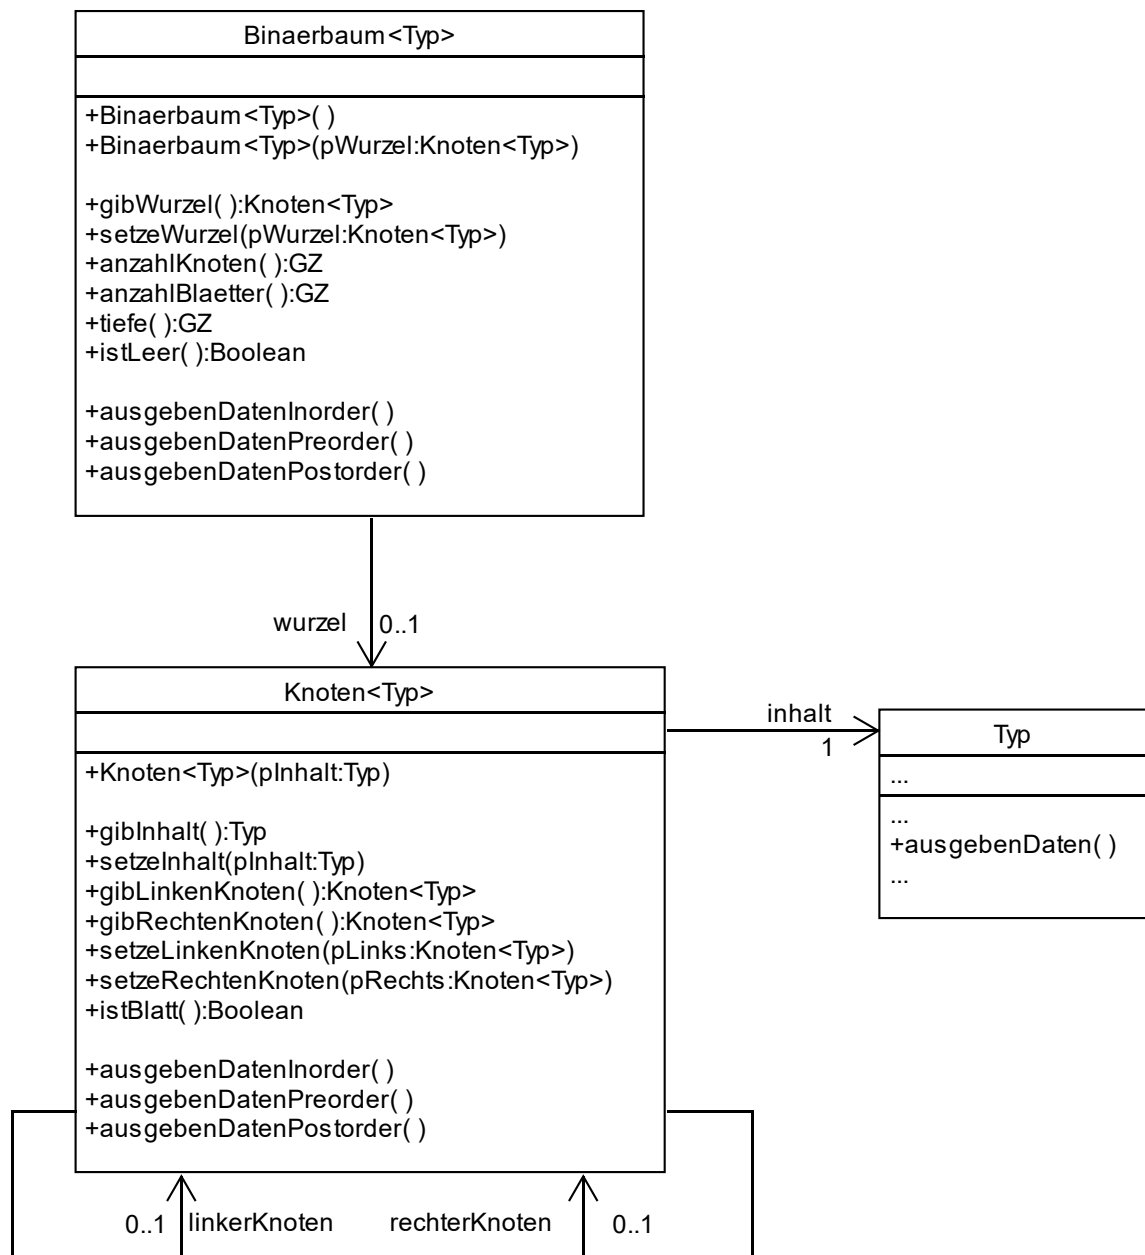 Binaerbaum<Typ>
+Binaerbaum<Typ>( )
+Binaerbaum<Typ>(pWurzel:Knoten<Typ>)
+gibWurzel( ):Knoten<Typ>
+setzeWurzel(pWurzel:Knoten<Typ>)
+anzahlKnoten( ):GZ
+anzahlBlaetter( ):GZ
+tiefe( ):GZ
+istLeer( ):Boolean
+ausgebenDatenInorder( )
+ausgebenDatenPreorder( )
+ausgebenDatenPostorder( )
wurzel 0..1
Knoten<Typ>
+Knoten<Typ>(pInhalt:Typ)
+gibInhalt( ):Typ
+setzeInhalt(pInhalt:Typ)
+gibLinkenKnoten( ):Knoten<Typ>
+gibRechtenKnoten( ):Knoten<Typ>
+setzeLinkenKnoten(pLinks:Knoten<Typ>)
+setzeRechtenKnoten(pRechts:Knoten<Typ>)
+istBlatt( ):Boolean
+ausgebenDatenInorder( )
+ausgebenDatenPreorder( )
+ausgebenDatenPostorder( )
inhalt
1
Typ
...
...
+ausgebenDaten( )
...
0..1 linkerKnoten rechterKnoten 0..1